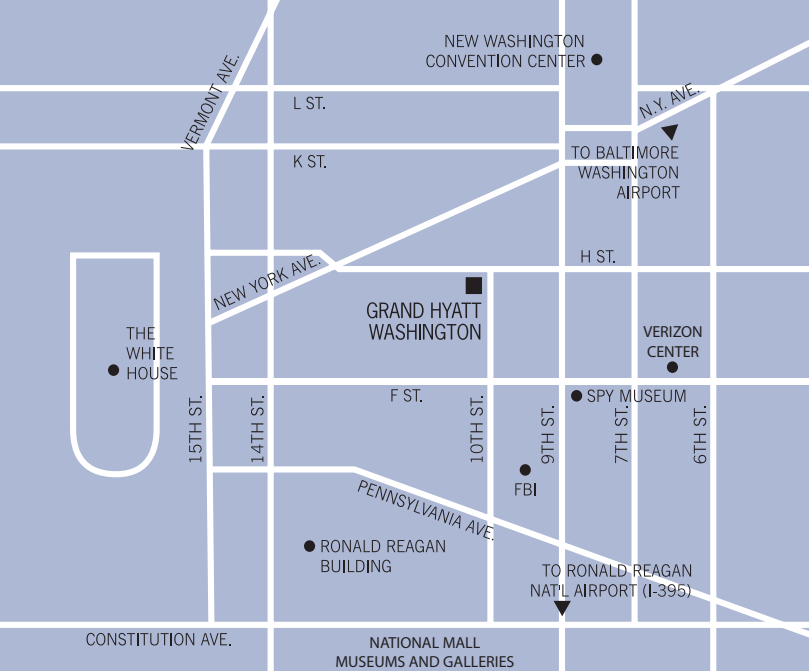 NEW WASHINGTON
CONVENTION CENTER
VERMONT AVE.
L ST.
N.Y. AVE.
K ST.
TO BALTIMORE
WASHINGTON
AIRPORT
H ST.
NEW YORK AVE.
GRAND HYATT
WASHINGTON
THE
WHITE
HOUSE
VERIZON
CENTER
F ST.
SPY MUSEUM
15TH ST.
14TH ST.
10TH ST.
9TH ST.
7TH ST.
6TH ST.
FBI
PENNSYLVANIA AVE.
RONALD REAGAN
BUILDING
TO RONALD REAGAN
NAT'L AIRPORT (I-395)
CONSTITUTION AVE.
NATIONAL MALL
MUSEUMS AND GALLERIES